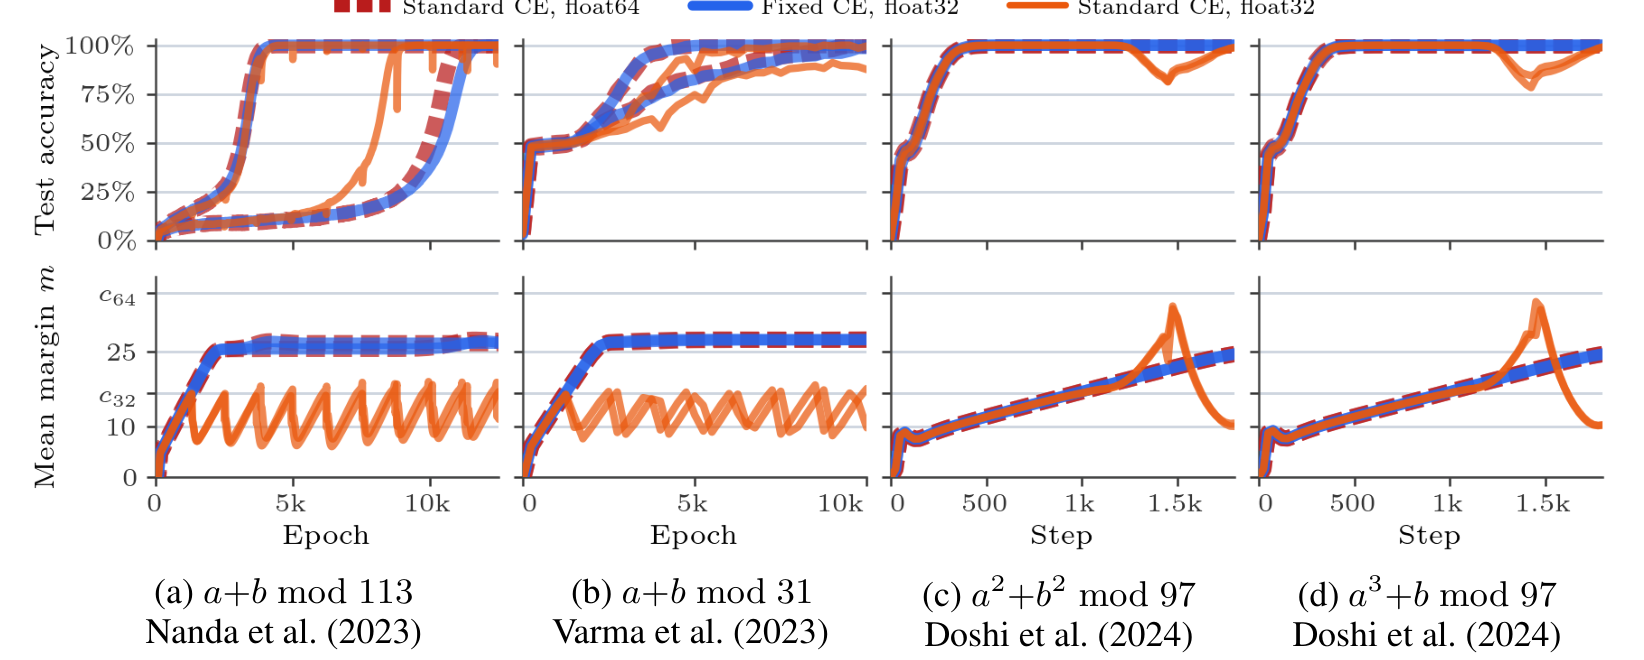 Standard CE, float64 Fixed CE, float32 Standard CE, float32
Test accuracy
100%
75%
50%
25%
0%
Mean margin m
c64
25
c32
10
0
0 5k 10k 0 5k 10k 0 500 1k 1.5k 0 500 1k 1.5k
Epoch Epoch Step Step
(a) a+b mod 113 (b) a+b mod 31 (c) a²+b² mod 97 (d) a³+b mod 97
Nanda et al. (2023) Varma et al. (2023) Doshi et al. (2024) Doshi et al. (2024)